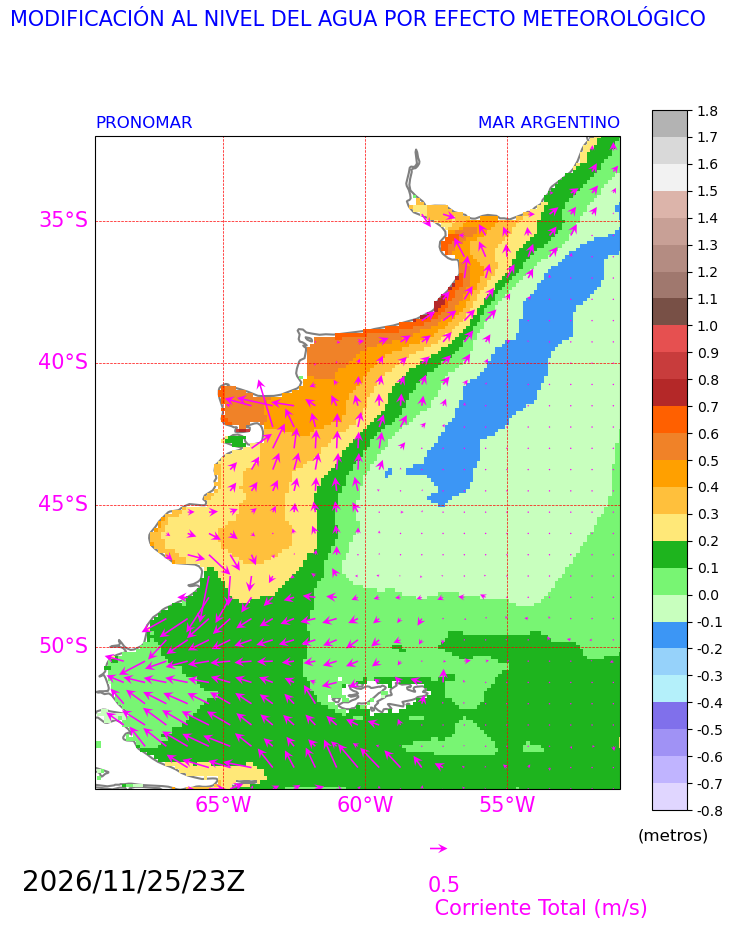 MODIFICACIÓN AL NIVEL DEL AGUA POR EFECTO METEOROLÓGICO
PRONOMAR
MAR ARGENTINO
35°S
40°S
45°S
50°S
65°W
60°W
55°W
1.8
1.7
1.6
1.5
1.4
1.3
1.2
1.1
1.0
0.9
0.8
0.7
0.6
0.5
0.4
0.3
0.2
0.1
0.0
-0.1
-0.2
-0.3
-0.4
-0.5
-0.6
-0.7
-0.8
(metros)
2026/11/25/23Z
0.5
Corriente Total (m/s)